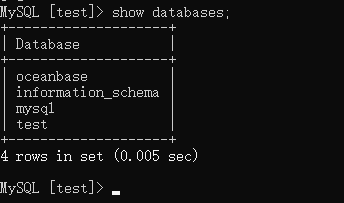 MySQL [test]> show databases;
+--------------------+
| Database           |
+--------------------+
| oceanbase          |
| information_schema |
| mysql              |
| test               |
+--------------------+
4 rows in set (0.005 sec)
MySQL [test]>